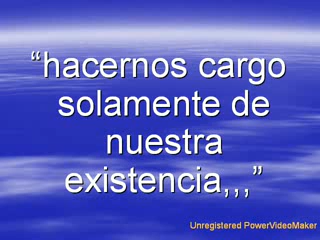 “hacernos cargo
solamente de
nuestra
existencia,,,”
Unregistered PowerVideoMaker